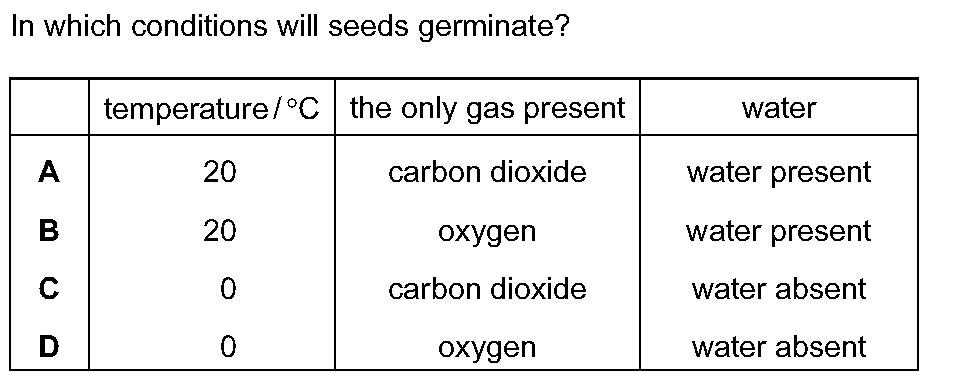 In which conditions will seeds germinate?
temperature / °C the only gas present water
A 20 carbon dioxide water present
B 20 oxygen water present
C 0 carbon dioxide water absent
D 0 oxygen water absent